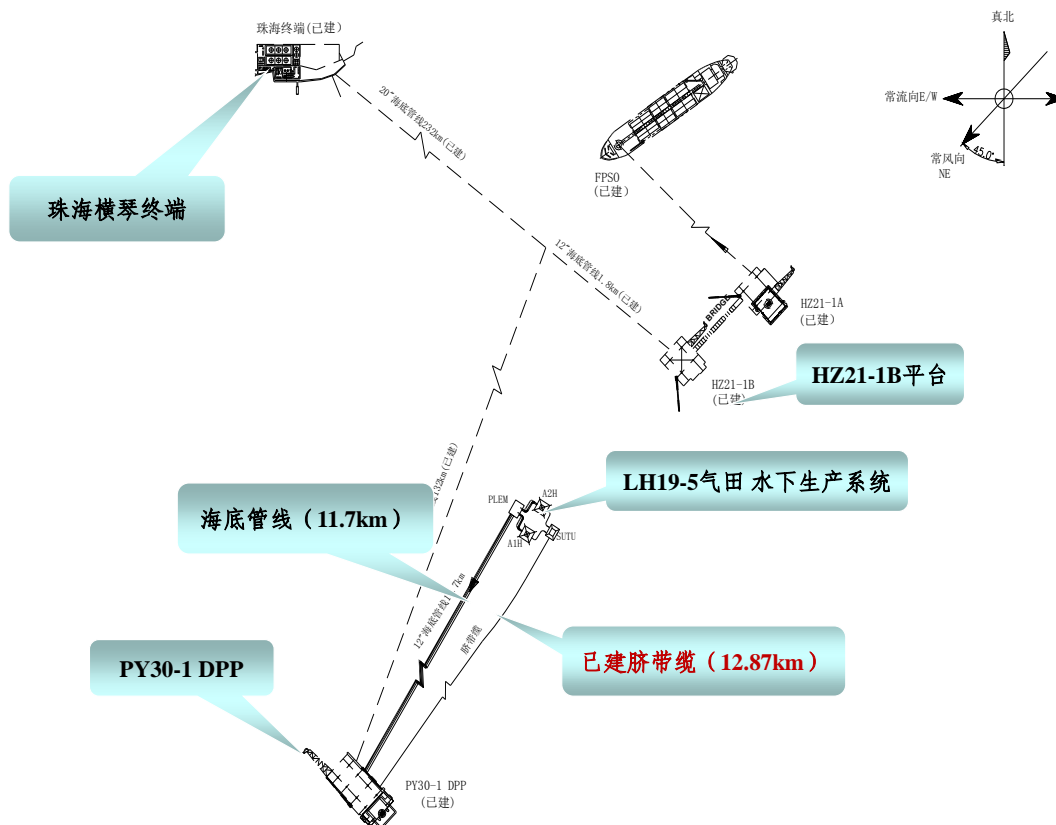 珠海终端(已建)
真北
常流向E/W
45.0°
常风向
NE
20"海底管线232km(已建)
珠海横琴终端
FPSO
(已建)
12"海底管线1.8km(已建)
BRIDGE
HZ21-1A
(已建)
HZ21-1B
(已建)
HZ21-1B平台
132km(已建)
LH19-5气田 水下生产系统
PLEM
A2H
A1H
SUTU
海底管线（11.7km）
12"海底管线 7km
脐带缆
已建脐带缆（12.87km）
PY30-1 DPP
PY30-1 DPP
(已建)